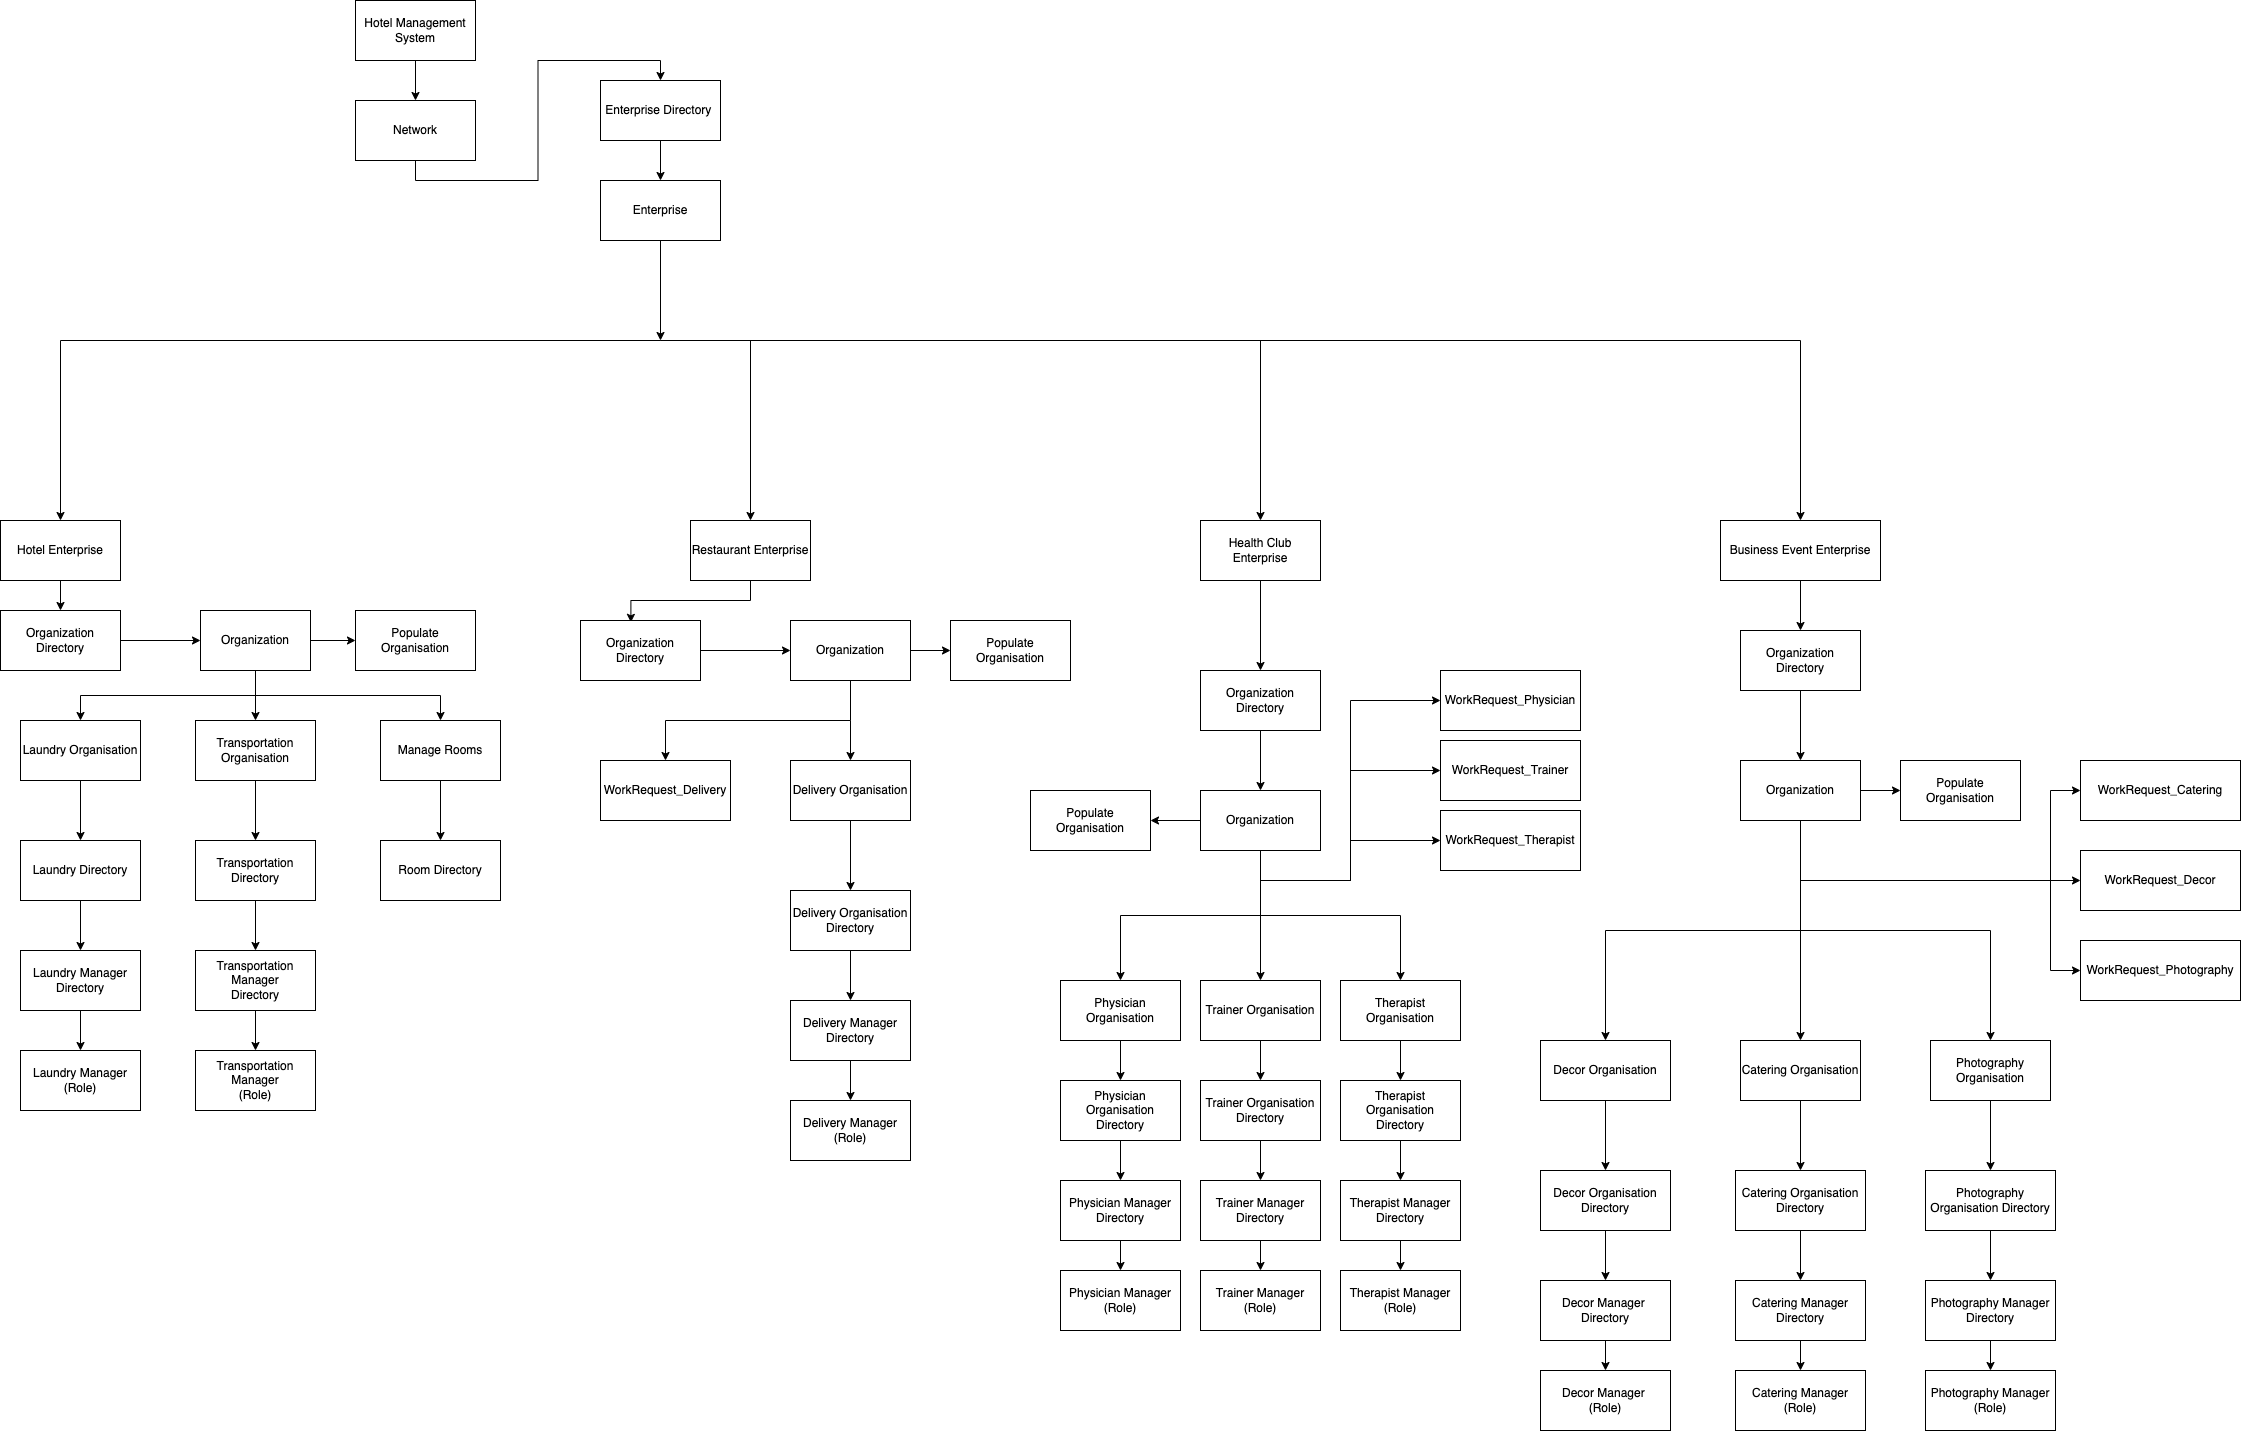 Hotel Management
System
Network
Enterprise Directory
Enterprise
Hotel Enterprise
Restaurant Enterprise
Health Club
Enterprise
Business Event Enterprise
Organization
Directory
Organization
Populate
Organisation
Laundry Organisation
Transportation
Organisation
Manage Rooms
Laundry Directory
Transportation
Directory
Room Directory
Laundry Manager
Directory
Transportation
Manager
Directory
Laundry Manager
(Role)
Transportation
Manager
(Role)
Organization
Directory
Organization
Populate
Organisation
WorkRequest_Delivery
Delivery Organisation
Delivery Organisation
Directory
Delivery Manager
Directory
Delivery Manager
(Role)
Organization
Directory
WorkRequest_Physician
WorkRequest_Trainer
WorkRequest_Therapist
Populate
Organisation
Organization
Physician
Organisation
Trainer Organisation
Therapist
Organisation
Physician
Organisation
Directory
Trainer Organisation
Directory
Therapist
Organisation
Directory
Physician Manager
Directory
Trainer Manager
Directory
Therapist Manager
Directory
Physician Manager
(Role)
Trainer Manager
(Role)
Therapist Manager
(Role)
Organization
Directory
Organization
Populate
Organisation
WorkRequest_Catering
WorkRequest_Decor
WorkRequest_Photography
Decor Organisation
Catering Organisation
Photography
Organisation
Decor Organisation
Directory
Catering Organisation
Directory
Photography
Organisation Directory
Decor Manager
Directory
Catering Manager
Directory
Photography Manager
Directory
Decor Manager
(Role)
Catering Manager
(Role)
Photography Manager
(Role)